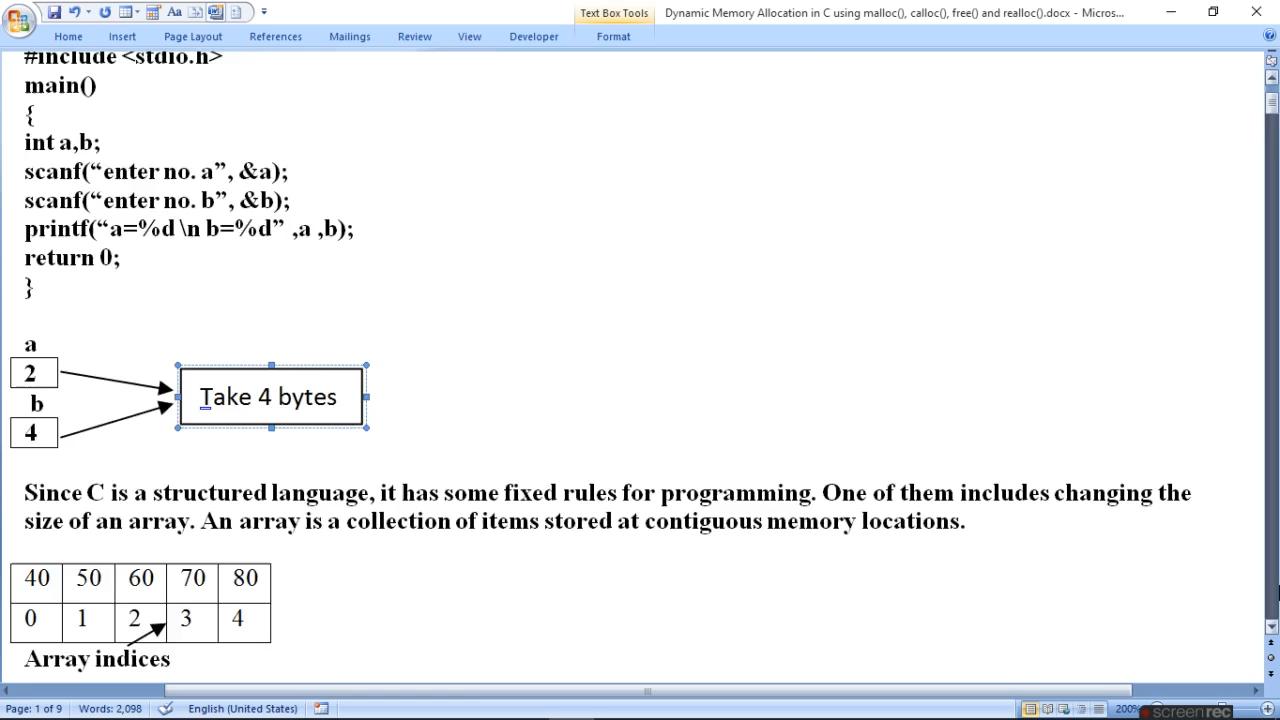 Text Box Tools
Dynamic Memory Allocation in C using malloc(), calloc(), free() and realloc().docx - Micros...
Home Insert Page Layout References Mailings Review View Developer Format
#include <stdio.h>
main()
{
int a,b;
scanf(“enter no. a”, &a);
scanf(“enter no. b”, &b);
printf(“a=%d \n b=%d” ,a ,b);
return 0;
}
a
2
Take 4 bytes
b
4
Since C is a structured language, it has some fixed rules for programming. One of them includes changing the
size of an array. An array is a collection of items stored at contiguous memory locations.
40 50 60 70 80
0 1 2 3 4
Array indices
Page: 1 of 9 Words: 2,098 English (United States) 200%
screenrec